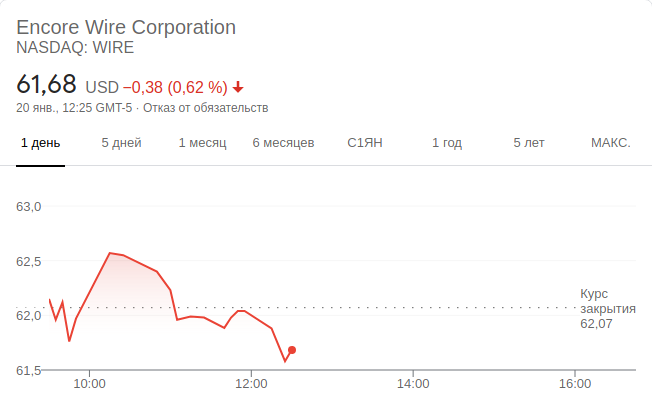 Encore Wire Corporation
NASDAQ: WIRE
61,68 USD −0,38 (0,62 %)
20 янв., 12:25 GMT-5 · Отказ от обязательств
1 день 5 дней 1 месяц 6 месяцев С1ЯН 1 год 5 лет МАКС.
63,0
62,5
Курс
закрытия
62,07
62,0
61,5
10:00 12:00 14:00 16:00